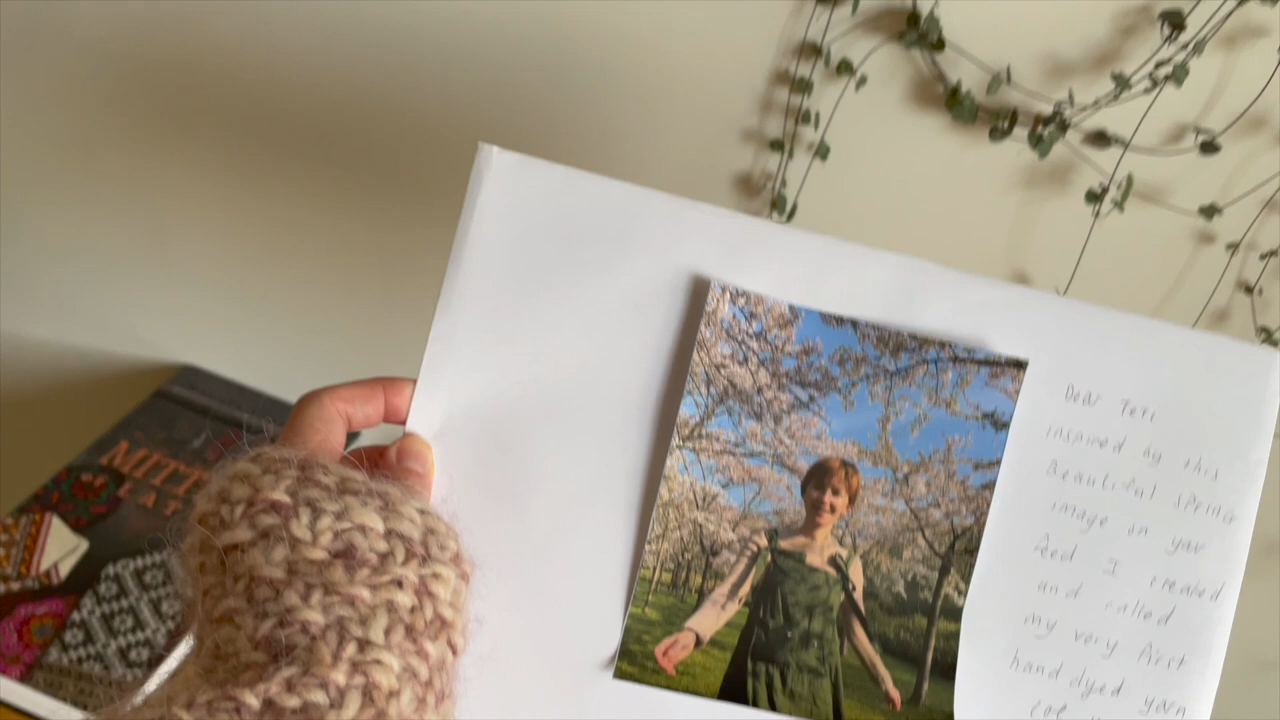 MITT
Dear Teri
inspired by this
Beautiful spring
image on your
feed I created
and called
my very first
hand dyed yarn